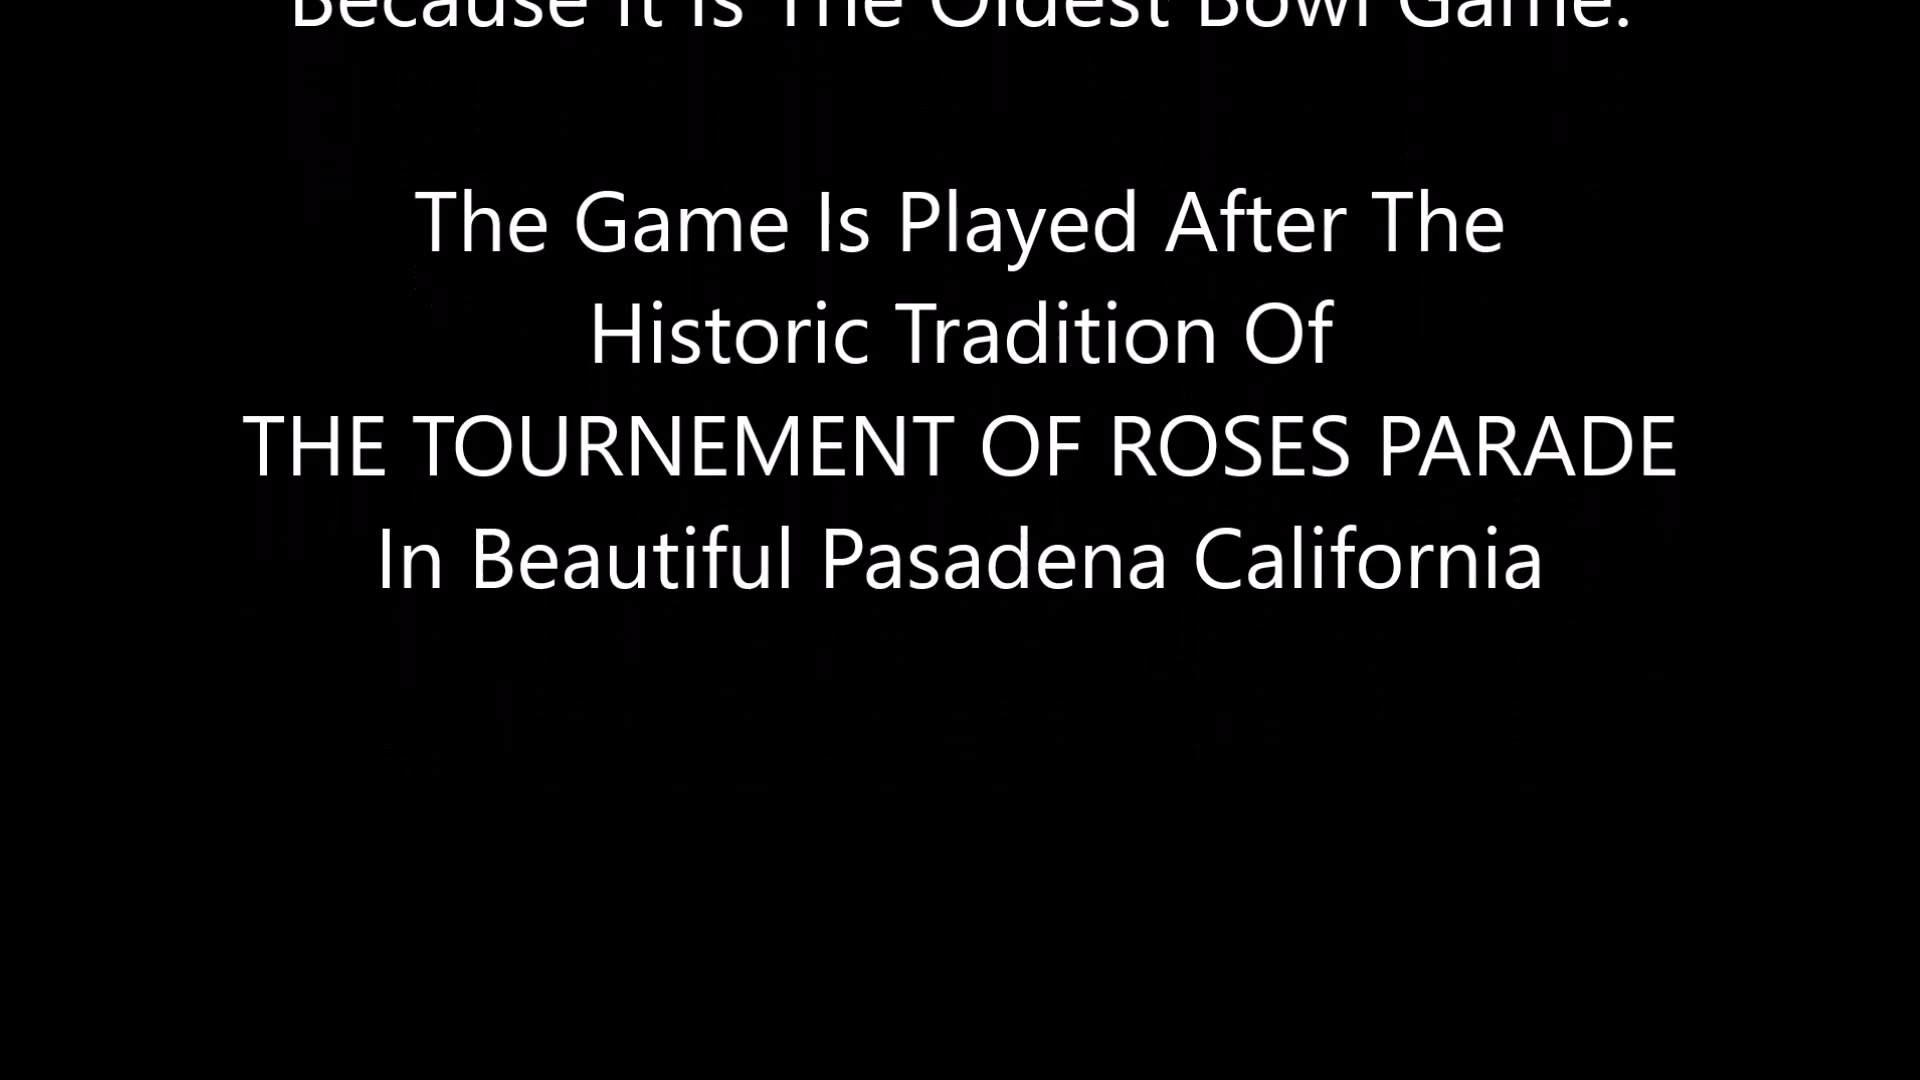 Because It Is The Oldest Bowl Game.
The Game Is Played After The
Historic Tradition Of
THE TOURNEMENT OF ROSES PARADE
In Beautiful Pasadena California